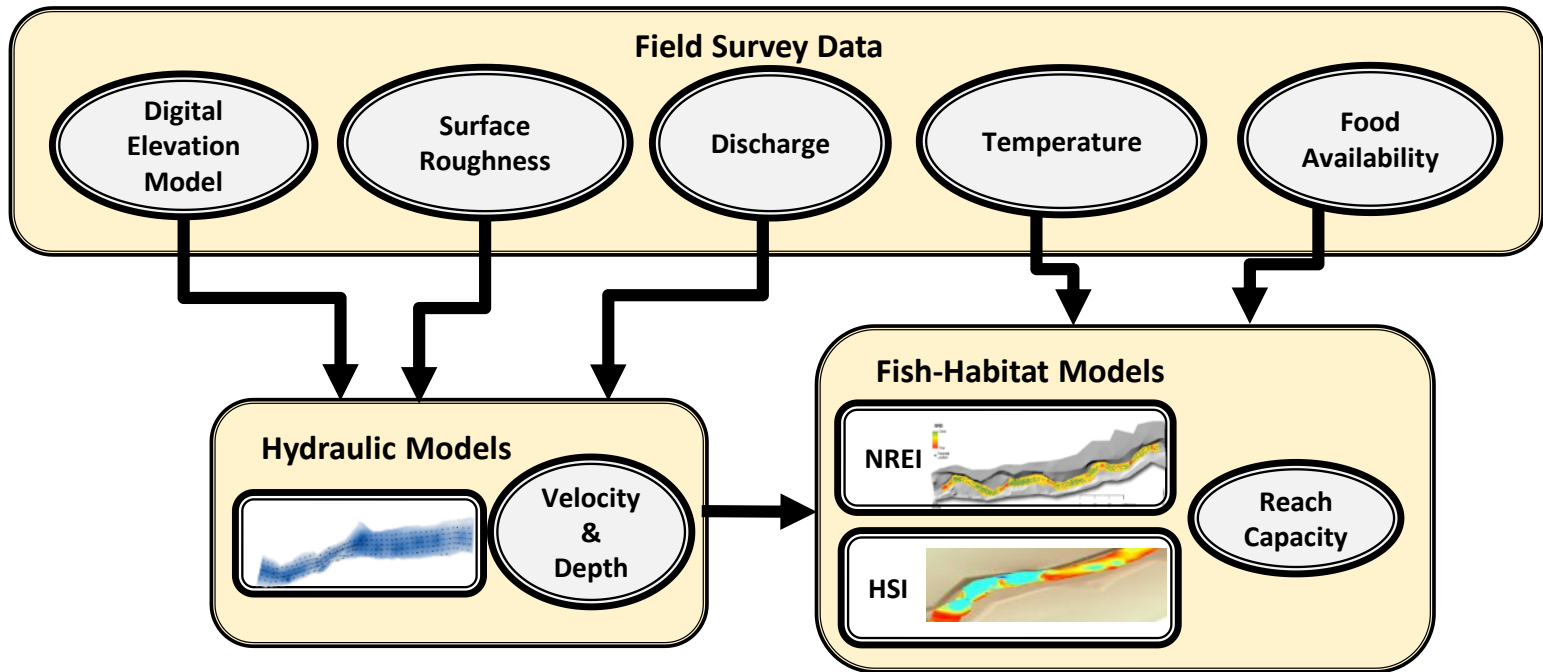 Field Survey Data
Digital
Elevation
Model
Surface
Roughness
Discharge
Temperature
Food
Availability
Hydraulic Models
Velocity
&
Depth
Fish-Habitat Models
NREI
HSI
Reach
Capacity